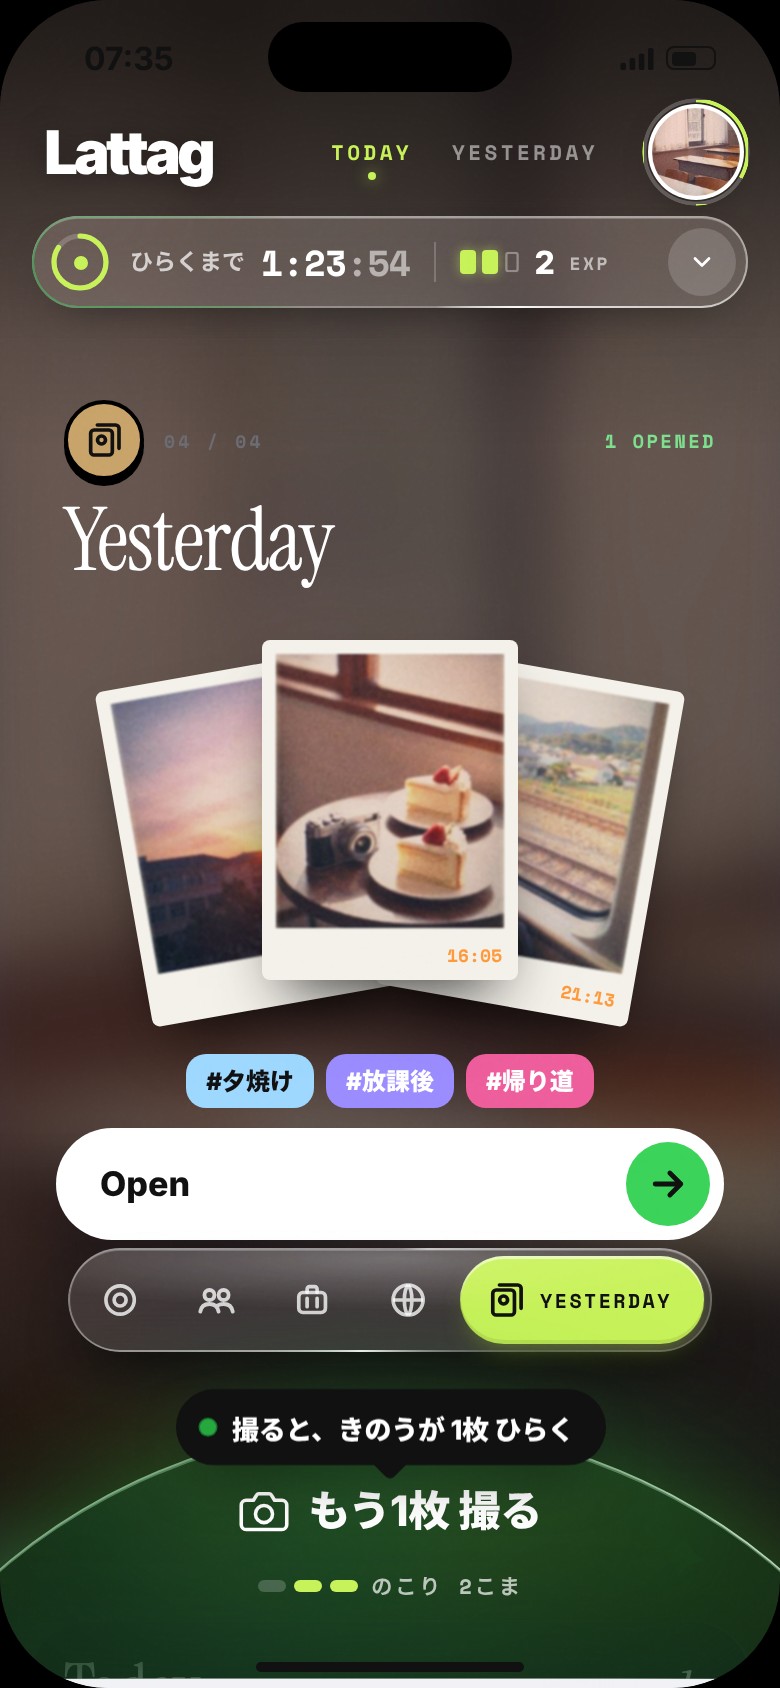 07:35
Lattag
TODAY
YESTERDAY
ひらくまで 1:23:54
2 EXP
04 / 04
1 OPENED
Yesterday
16:05
21:13
#夕焼け
#放課後
#帰り道
Open
YESTERDAY
撮ると、きのうが1枚ひらく
もう1枚 撮る
のこり 2こま